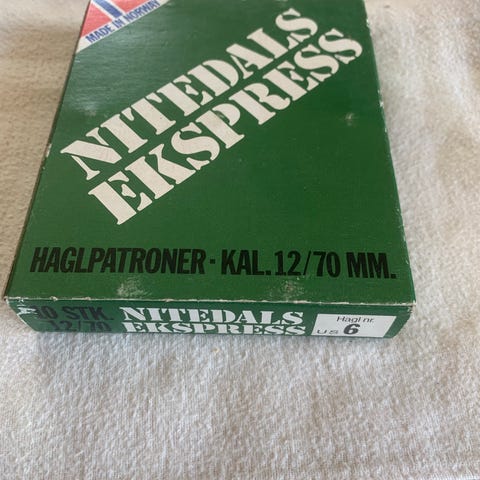 MADE IN NORWAY
NITEDALS
EKSPRESS
HAGLPATRONER · KAL. 12/70 MM.
10 STK.
12/70
NITEDALS
EKSPRESS
Hagl nr.
US 6